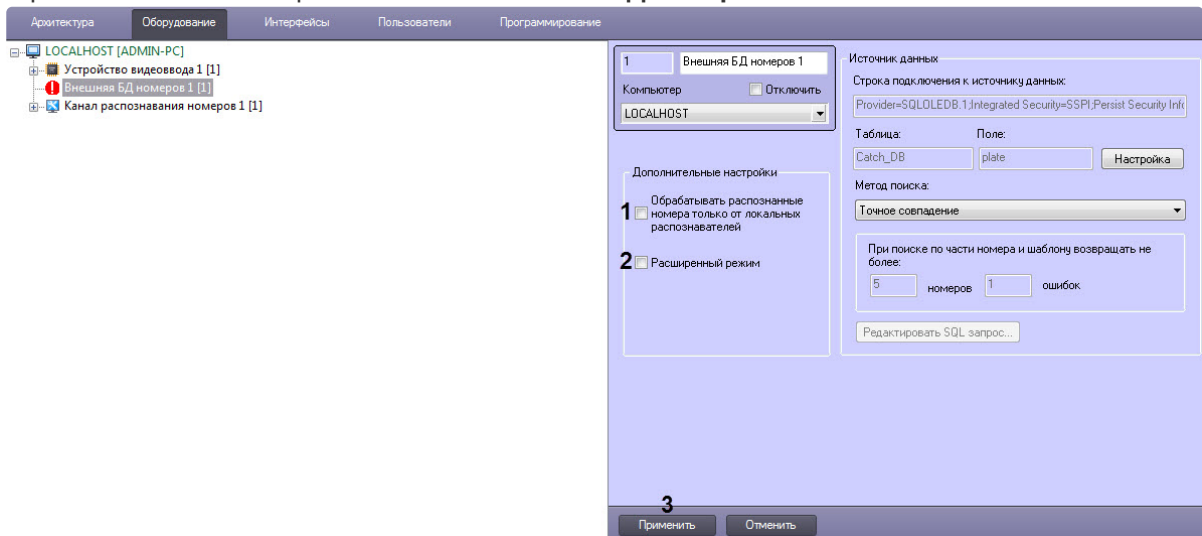 Архитектура Оборудование Интерфейсы Пользователи Программирование
LOCALHOST [ADMIN-PC]
Устройство видеоввода 1 [1]
Внешняя БД номеров 1 [1]
Канал распознавания номеров 1 [1]
1 Внешняя БД номеров 1
Компьютер Отключить
LOCALHOST
Дополнительные настройки
1 Обрабатывать распознанные
номера только от локальных
распознавателей
2 Расширенный режим
Источник данных
Строка подключения к источнику данных:
Provider=SQLOLEDB.1;Integrated Security=SSPI;Persist Security Info
Таблица: Поле:
Catch_DB plate Настройка
Метод поиска:
Точное совпадение
При поиске по части номера и шаблону возвращать не
более:
5 номеров 1 ошибок
Редактировать SQL запрос...
3
Применить Отменить